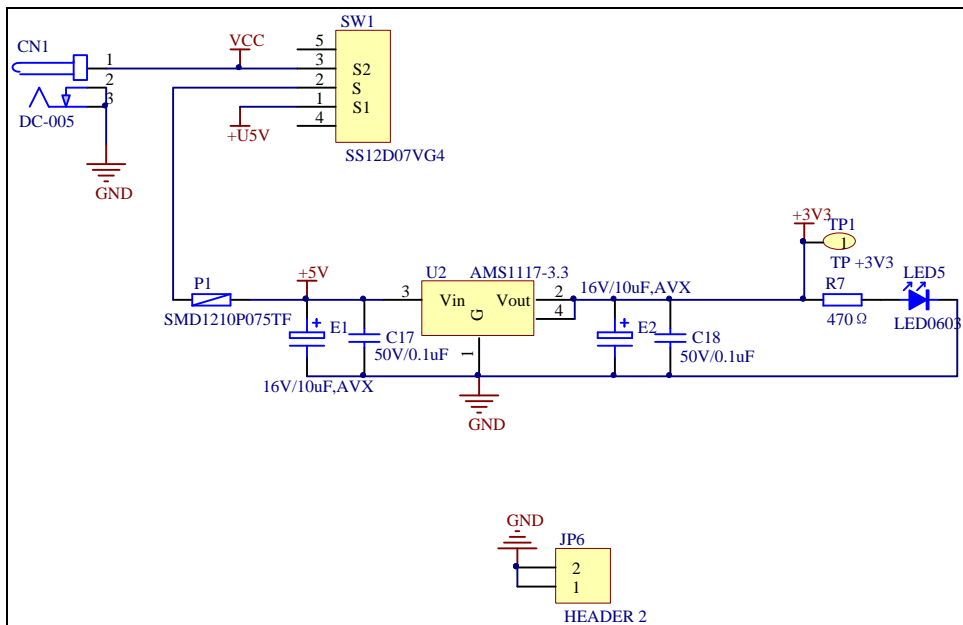 SW1
CN1
VCC
1
2
3
DC-005
GND
5
3
2
1
4
S2
S
S1
+U5V
SS12D07VG4
P1
SMD1210P075TF
+5V
E1
16V/10uF,AVX
C17
50V/0.1uF
U2
AMS1117-3.3
3
Vin
Vout
G
2
4
1
GND
16V/10uF,AVX
E2
C18
50V/0.1uF
+3V3
TP1
1
TP +3V3
R7
470 Ω
LED5
LED0603
GND
JP6
2
1
HEADER 2